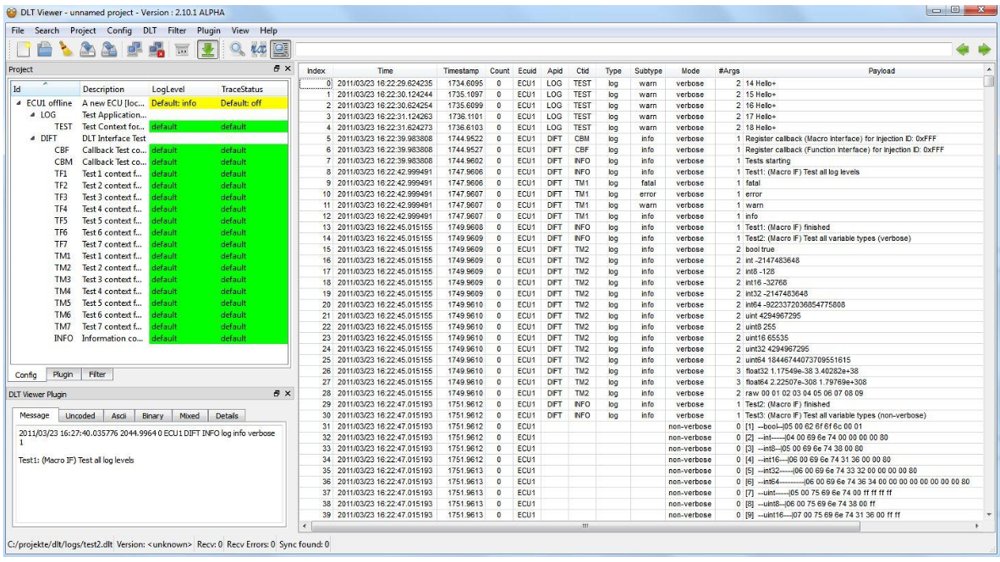 DLT Viewer - unnamed project - Version : 2.10.1 ALPHA
File Search Project Config DLT Filter Plugin View Help
Project
Id Description LogLevel TraceStatus
ECU1 offline A new ECU [loc... Default: info Default: off
LOG Test Application...
TEST Test Context for... default default
DIFT DLT Interface Test
CBF Callback Test co... default default
CBM Callback Test co... default default
TF1 Test 1 context f... default default
TF2 Test 2 context f... default default
TF3 Test 3 context f... default default
TF4 Test 4 context f... default default
TF5 Test 5 context f... default default
TF6 Test 6 context f... default default
TF7 Test 7 context f... default default
TM1 Test 1 context f... default default
TM2 Test 2 context f... default default
TM3 Test 3 context f... default default
TM4 Test 4 context f... default default
TM5 Test 5 context f... default default
TM6 Test 6 context f... default default
TM7 Test 7 context f... default default
INFO Information co... default default
Config Plugin Filter
DLT Viewer Plugin
Message Uncoded Ascii Binary Mixed Details
2011/03/23 16:27:40.035776 2044.9964 0 ECU1 DIFT INFO log info verbose
1
Test1: (Macro IF) Test all log levels
Index Time Timestamp Count Ecuid Apid Ctid Type Subtype Mode #Args Payload
0 2011/03/23 16:22:29.624235 1734.6095 0 ECU1 LOG TEST log warn verbose 2 14 Hello+
1 2011/03/23 16:22:30.124244 1735.1097 0 ECU1 LOG TEST log warn verbose 2 15 Hello+
2 2011/03/23 16:22:30.624254 1735.6099 0 ECU1 LOG TEST log warn verbose 2 16 Hello+
3 2011/03/23 16:22:31.124263 1736.1101 0 ECU1 LOG TEST log warn verbose 2 17 Hello+
4 2011/03/23 16:22:31.624273 1736.6103 0 ECU1 LOG TEST log warn verbose 2 18 Hello+
5 2011/03/23 16:22:39.983808 1744.9522 0 ECU1 DIFT CBM log info verbose 1 Register callback (Macro Interface) for Injection ID: 0xFFF
6 2011/03/23 16:22:39.983808 1744.9527 0 ECU1 DIFT CBF log info verbose 1 Register callback (Function Interface) for Injection ID: 0xFFF
7 2011/03/23 16:22:39.983808 1744.9602 0 ECU1 DIFT INFO log info verbose 1 Tests starting
8 2011/03/23 16:22:42.999491 1747.9606 0 ECU1 DIFT INFO log info verbose 1 Test1: (Macro IF) Test all log levels
9 2011/03/23 16:22:42.999491 1747.9606 0 ECU1 DIFT TM1 log fatal verbose 1 fatal
10 2011/03/23 16:22:42.999491 1747.9607 0 ECU1 DIFT TM1 log error verbose 1 error
11 2011/03/23 16:22:42.999491 1747.9607 0 ECU1 DIFT TM1 log warn verbose 1 warn
12 2011/03/23 16:22:42.999491 1747.9607 0 ECU1 DIFT TM1 log info verbose 1 info
13 2011/03/23 16:22:45.015155 1749.9608 0 ECU1 DIFT INFO log info verbose 1 Test1: (Macro IF) finished
14 2011/03/23 16:22:45.015155 1749.9609 0 ECU1 DIFT INFO log info verbose 1 Test2: (Macro IF) Test all variable types (verbose)
15 2011/03/23 16:22:45.015155 1749.9609 0 ECU1 DIFT TM2 log info verbose 2 bool true
16 2011/03/23 16:22:45.015155 1749.9609 0 ECU1 DIFT TM2 log info verbose 2 int -2147483648
17 2011/03/23 16:22:45.015155 1749.9609 0 ECU1 DIFT TM2 log info verbose 2 int8 -128
18 2011/03/23 16:22:45.015155 1749.9609 0 ECU1 DIFT TM2 log info verbose 2 int16 -32768
19 2011/03/23 16:22:45.015155 1749.9609 0 ECU1 DIFT TM2 log info verbose 2 int32 -2147483648
20 2011/03/23 16:22:45.015155 1749.9610 0 ECU1 DIFT TM2 log info verbose 2 int64 -9223372036854775808
21 2011/03/23 16:22:45.015155 1749.9610 0 ECU1 DIFT TM2 log info verbose 2 uint 4294967295
22 2011/03/23 16:22:45.015155 1749.9610 0 ECU1 DIFT TM2 log info verbose 2 uint8 255
23 2011/03/23 16:22:45.015155 1749.9610 0 ECU1 DIFT TM2 log info verbose 2 uint16 65535
24 2011/03/23 16:22:45.015155 1749.9610 0 ECU1 DIFT TM2 log info verbose 2 uint32 4294967295
25 2011/03/23 16:22:45.015155 1749.9610 0 ECU1 DIFT TM2 log info verbose 2 uint64 18446744073709551615
26 2011/03/23 16:22:45.015155 1749.9610 0 ECU1 DIFT TM2 log info verbose 3 float32 1.17549e-38 3.40282e+38
27 2011/03/23 16:22:45.015155 1749.9610 0 ECU1 DIFT TM2 log info verbose 3 float64 2.22507e-308 1.79769e+308
28 2011/03/23 16:22:45.015155 1749.9610 0 ECU1 DIFT TM2 log info verbose 2 raw 00 01 02 03 04 05 06 07 08 09
29 2011/03/23 16:22:47.015193 1751.9612 0 ECU1 DIFT INFO log info verbose 1 Test2: (Macro IF) finished
30 2011/03/23 16:22:47.015193 1751.9612 0 ECU1 DIFT INFO log info verbose 1 Test3: (Macro IF) Test all variable types (non-verbose)
31 2011/03/23 16:22:47.015193 1751.9612 0 ECU1 non-verbose 0 [1] --bool--|05 00 62 6f 6f 6c 00 01
32 2011/03/23 16:22:47.015193 1751.9612 0 ECU1 non-verbose 0 [2] --int-----|04 00 69 6e 74 00 00 00 00 80
33 2011/03/23 16:22:47.015193 1751.9612 0 ECU1 non-verbose 0 [3] --int8--|05 00 69 6e 74 38 00 80
34 2011/03/23 16:22:47.015193 1751.9612 0 ECU1 non-verbose 0 [4] --int16---|06 00 69 6e 74 31 36 00 00 80
35 2011/03/23 16:22:47.015193 1751.9612 0 ECU1 non-verbose 0 [5] --int32-----|06 00 69 6e 74 33 32 00 00 00 00 80
36 2011/03/23 16:22:47.015193 1751.9613 0 ECU1 non-verbose 0 [6] --int64---------|06 00 69 6e 74 36 34 00 00 00 00 00 00 00 00 80
37 2011/03/23 16:22:47.015193 1751.9613 0 ECU1 non-verbose 0 [7] --uint-----|05 00 75 69 6e 74 00 ff ff ff ff
38 2011/03/23 16:22:47.015193 1751.9613 0 ECU1 non-verbose 0 [8] --uint8--|06 00 75 69 6e 74 38 00 ff
39 2011/03/23 16:22:47.015193 1751.9613 0 ECU1 non-verbose 0 [9] --uint16---|07 00 75 69 6e 74 31 36 00 ff ff
C:/projekte/dlt/logs/test2.dlt Version: <unknown> Recv: 0 Recv Errors: 0 Sync found: 0